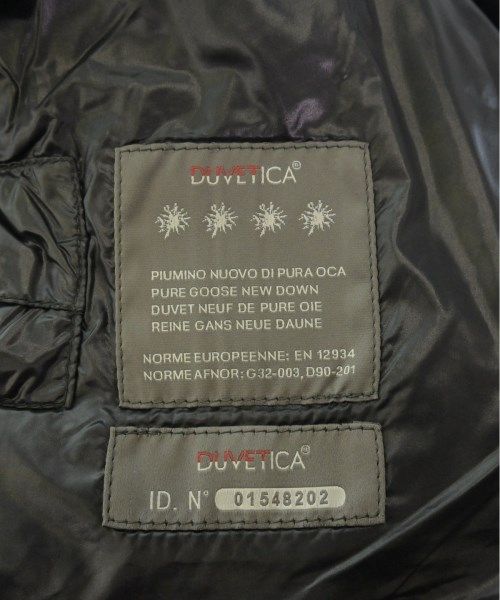 DUVETICA®
PIUMINO NUOVO DI PURA OCA
PURE GOOSE NEW DOWN
DUVET NEUF DE PURE OIE
REINE GANS NEUE DAUNE
NORME EUROPEENNE: EN 12934
NORME AFNOR: G32-003, D90-201
DUVETICA®
ID. N° 01548202